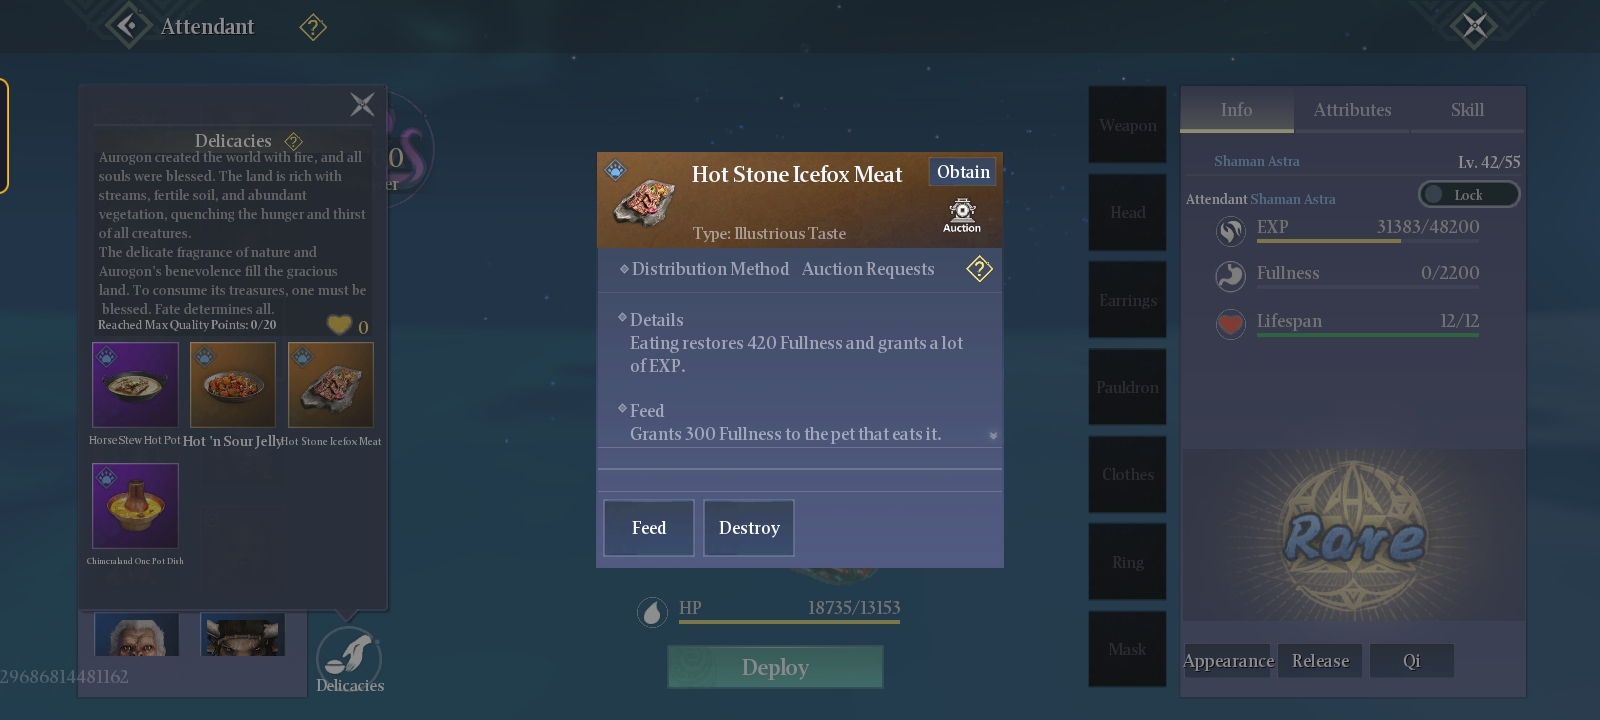 Attendant
Delicacies
Aurogon created the world with fire, and all
souls were blessed. The land is rich with
streams, fertile soil, and abundant
vegetation, quenching the hunger and thirst
of all creatures.
The delicate fragrance of nature and
Aurogon's benevolence fill the gracious
land. To consume its treasures, one must be
blessed. Fate determines all.
Reached Max Quality Points: 0/20
0
Horse Stew Hot Pot
Hot 'n Sour Jelly
Hot Stone Icefox Meat
Chimeraland One Pot Dish
29686814481162
Delicacies
Hot Stone Icefox Meat
Obtain
Auction
Type: Illustrious Taste
Distribution Method Auction Requests
Details
Eating restores 420 Fullness and grants a lot
of EXP.
Feed
Grants 300 Fullness to the pet that eats it.
Feed
Destroy
HP 18735/13153
Deploy
Weapon
Head
Earrings
Pauldron
Clothes
Ring
Mask
Info
Attributes
Skill
Shaman Astra
Lv. 42/55
Attendant Shaman Astra
Lock
EXP 31383/48200
Fullness 0/2200
Lifespan 12/12
Rare
Appearance
Release
Qi